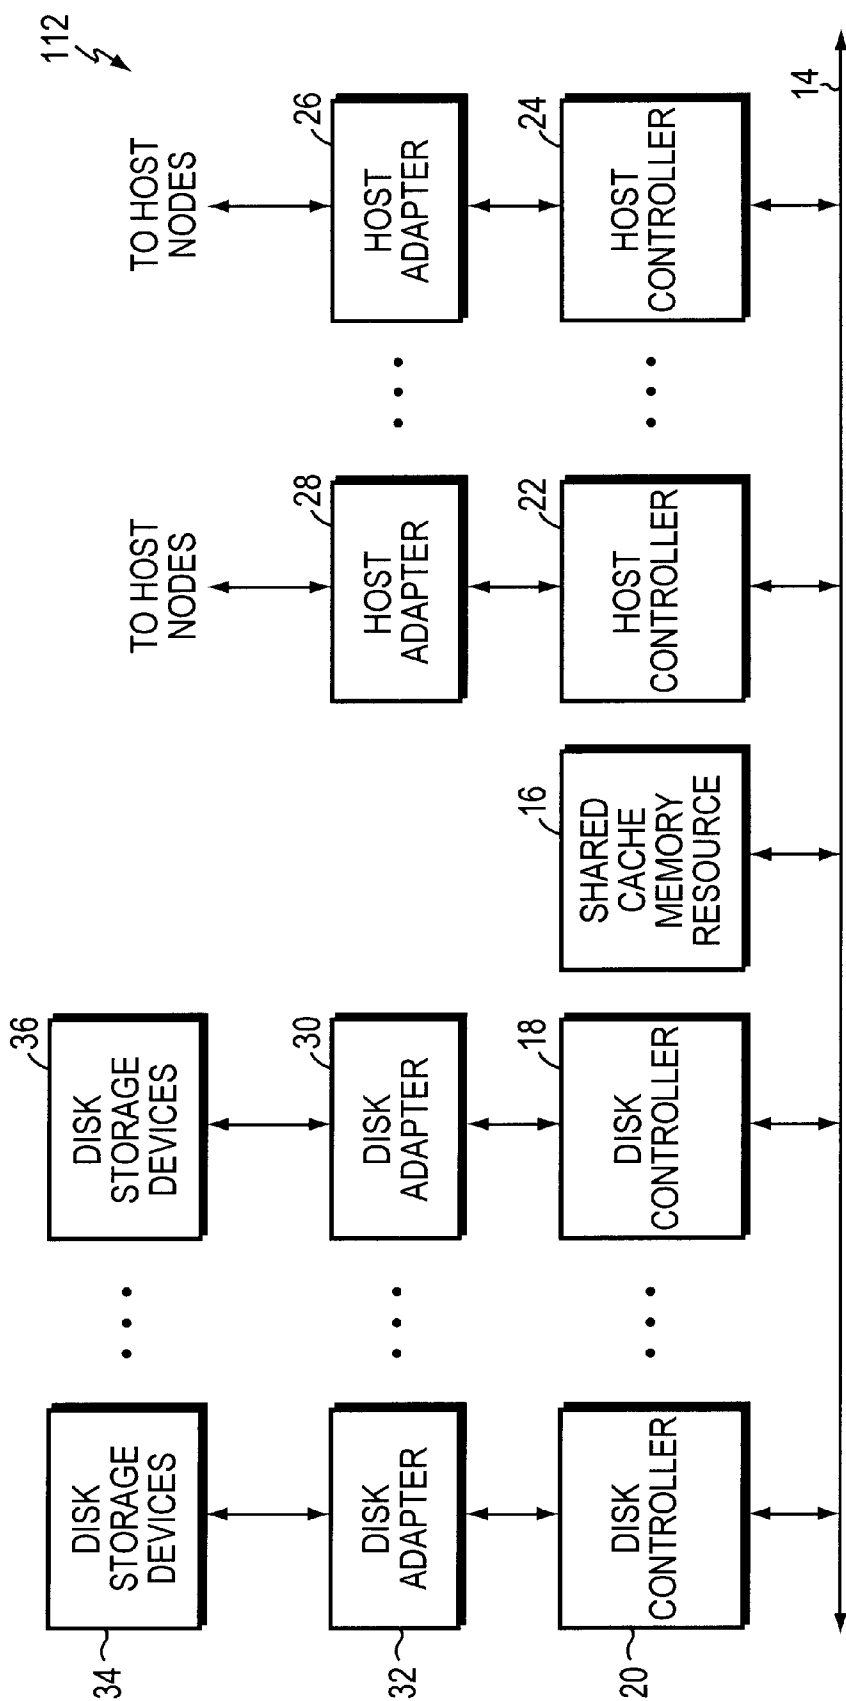 112
TO HOST
NODES
TO HOST
NODES
34
DISK
STORAGE
DEVICES
36
DISK
STORAGE
DEVICES
32
DISK
ADAPTER
30
DISK
ADAPTER
28
HOST
ADAPTER
26
HOST
ADAPTER
20
DISK
CONTROLLER
18
DISK
CONTROLLER
16
SHARED
CACHE
MEMORY
RESOURCE
22
HOST
CONTROLLER
24
HOST
CONTROLLER
14